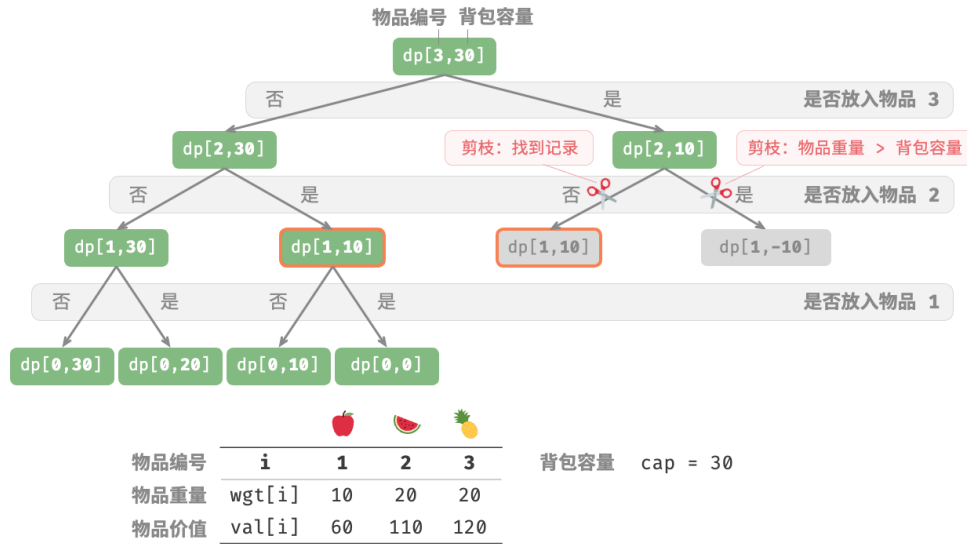 物品编号 背包容量
dp[3,30]
否 是 是否放入物品 3
dp[2,30] 剪枝：找到记录 dp[2,10] 剪枝：物品重量 > 背包容量
否 是 否 是 是否放入物品 2
dp[1,30] dp[1,10] dp[1,10] dp[1,-10]
否 是 否 是 是否放入物品 1
dp[0,30] dp[0,20] dp[0,10] dp[0,0]
物品编号 i 1 2 3 背包容量 cap = 30
物品重量 wgt[i] 10 20 20
物品价值 val[i] 60 110 120